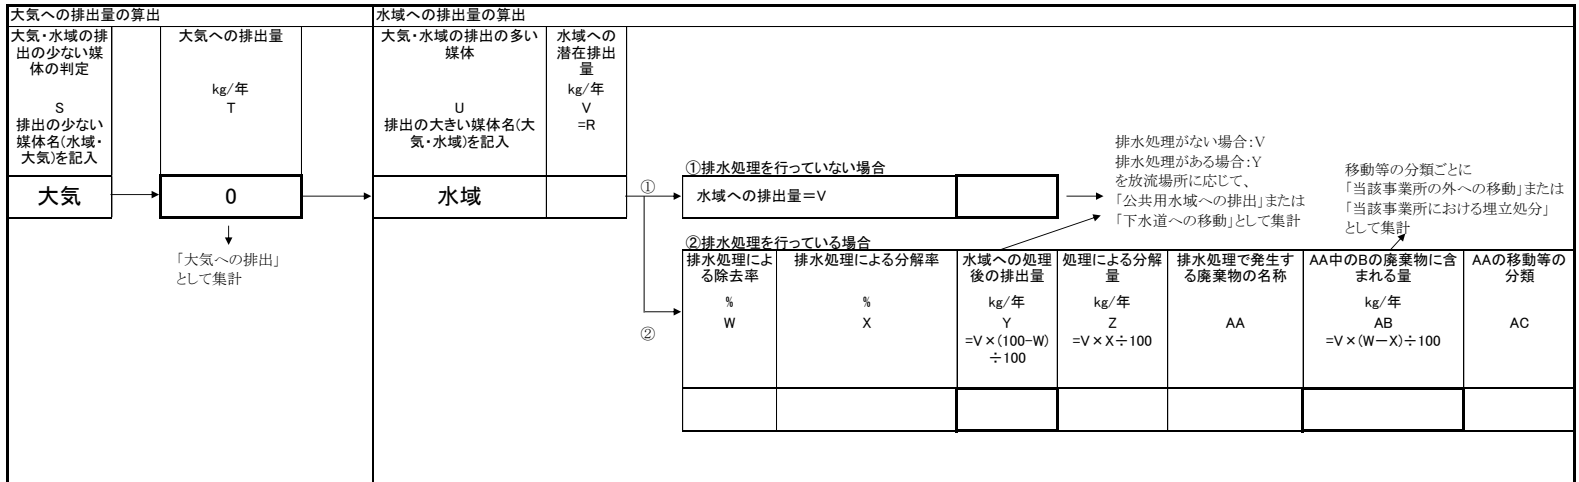 大気への排出量の算出
水域への排出量の算出
大気・水域の排
出の少ない媒
体の判定
S
排出の少ない
媒体名(水域・
大気)を記入
大気への排出量
kg/年
T
大気・水域の排出の多い
媒体
U
排出の大きい媒体名(大
気・水域)を記入
水域への
潜在排出
量
kg/年
V
=R
大気
0
水域
「大気への排出」
として集計
①
②
①排水処理を行っていない場合
水域への排出量=V
排水処理がない場合:V
排水処理がある場合:Y
を放流場所に応じて、
「公共用水域への排出」または
「下水道への移動」として集計
移動等の分類ごとに
「当該事業所の外への移動」または
「当該事業所における埋立処分」
として集計
②排水処理を行っている場合
排水処理によ
る除去率
%
W
排水処理による分解率
%
X
水域への処理
後の排出量
kg/年
Y
=V×(100-W)
÷100
処理による分解
量
kg/年
Z
=V×X÷100
排水処理で発生す
る廃棄物の名称
AA
AA中のBの廃棄物に含
まれる量
kg/年
AB
=V×(W-X)÷100
AAの移動等の
分類
AC